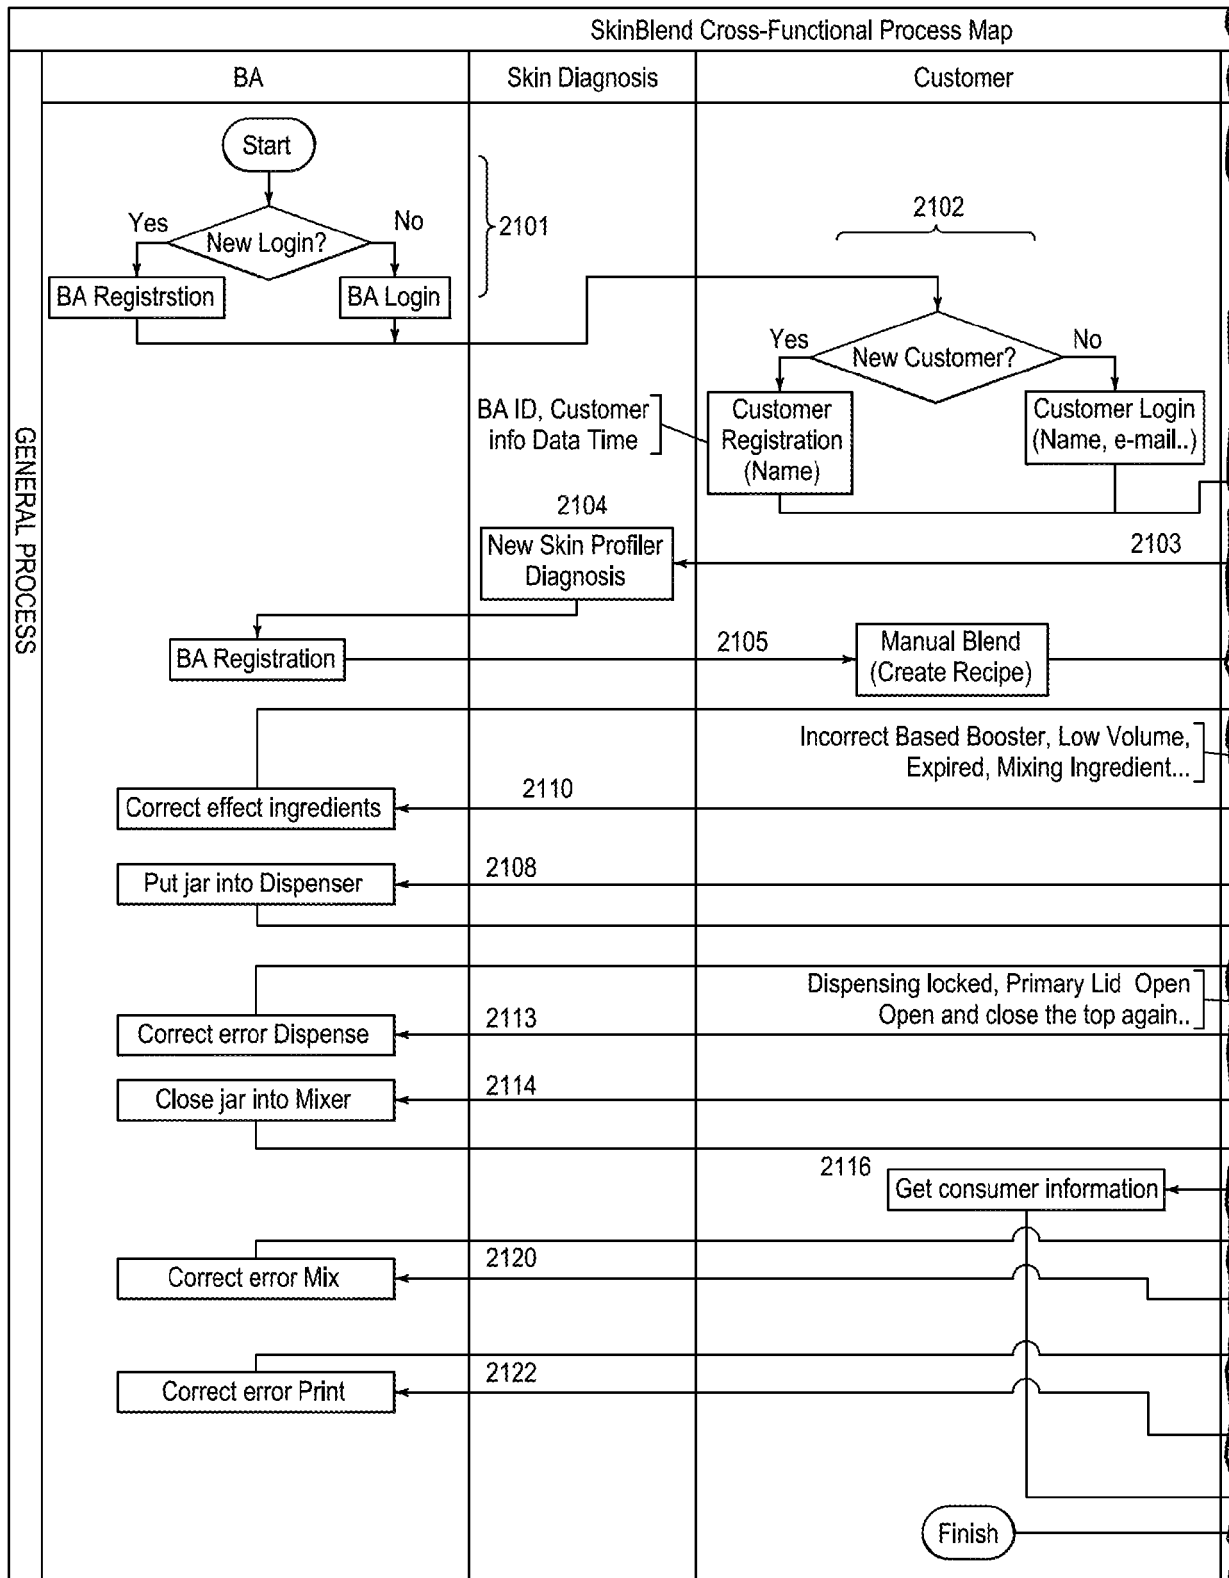 SkinBlend Cross-Functional Process Map
GENERAL PROCESS
BA
Skin Diagnosis
Customer
Start
Yes
No
New Login?
2101
2102
BA Registrstion
BA Login
Yes
No
New Customer?
BA ID, Customer
info Data Time
Customer
Registration
(Name)
Customer Login
(Name, e-mail..)
2104
New Skin Profiler
Diagnosis
2103
BA Registration
2105
Manual Blend
(Create Recipe)
Incorrect Based Booster, Low Volume,
Expired, Mixing Ingredient...
Correct effect ingredients
2110
Put jar into Dispenser
2108
Dispensing locked, Primary Lid Open
Open and close the top again..
Correct error Dispense
2113
Close jar into Mixer
2114
2116
Get consumer information
Correct error Mix
2120
Correct error Print
2122
Finish